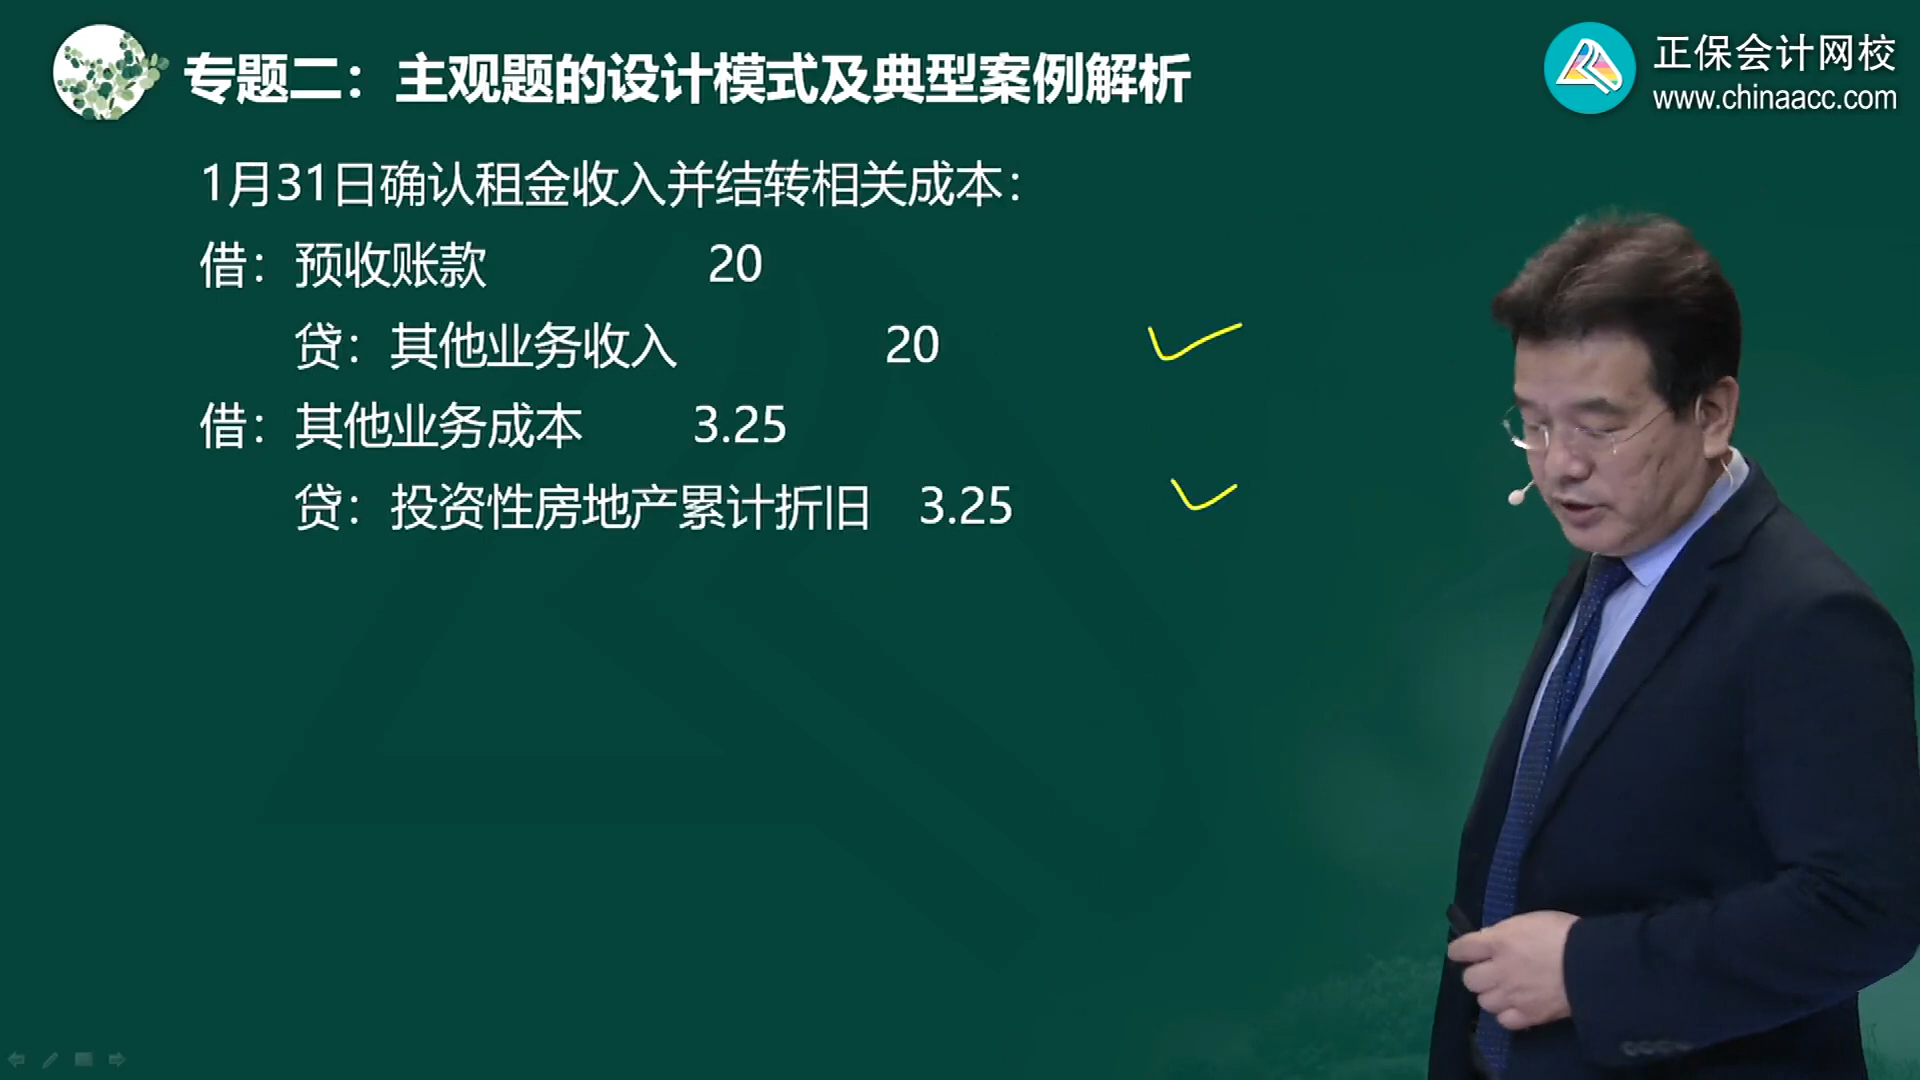 专题二：主观题的设计模式及典型案例解析
正保会计网校
www.chinaacc.com
1月31日确认租金收入并结转相关成本：
借：预收账款 20
贷：其他业务收入 20
借：其他业务成本 3.25
贷：投资性房地产累计折旧 3.25